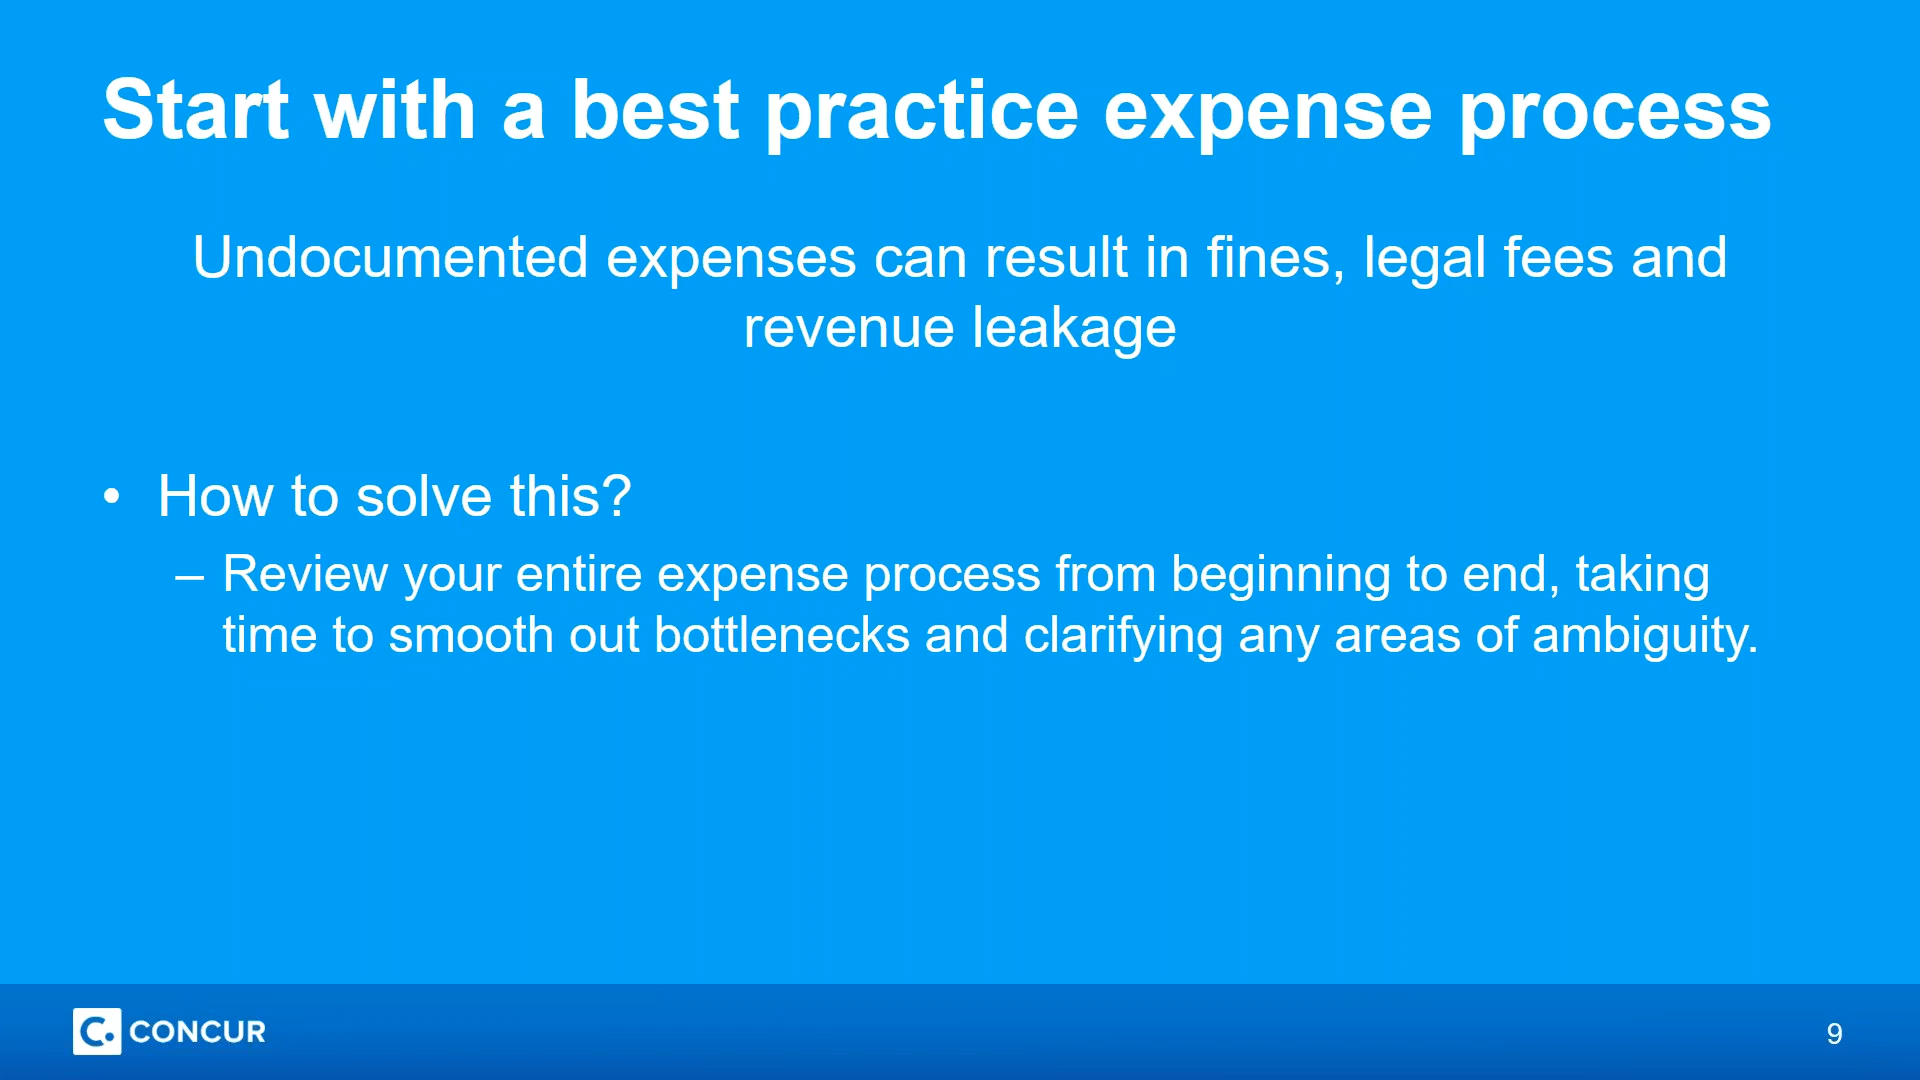 Start with a best practice expense process
Undocumented expenses can result in fines, legal fees and
revenue leakage
• How to solve this?
– Review your entire expense process from beginning to end, taking
time to smooth out bottlenecks and clarifying any areas of ambiguity.
C. CONCUR
9